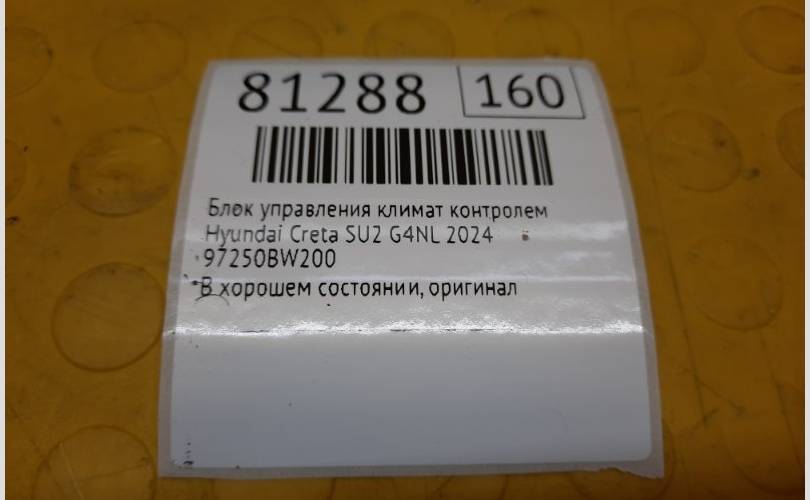 81288 160
Блок управления климат контролем
Hyundai Creta SU2 G4NL 2024
97250BW200
В хорошем состоянии, оригинал